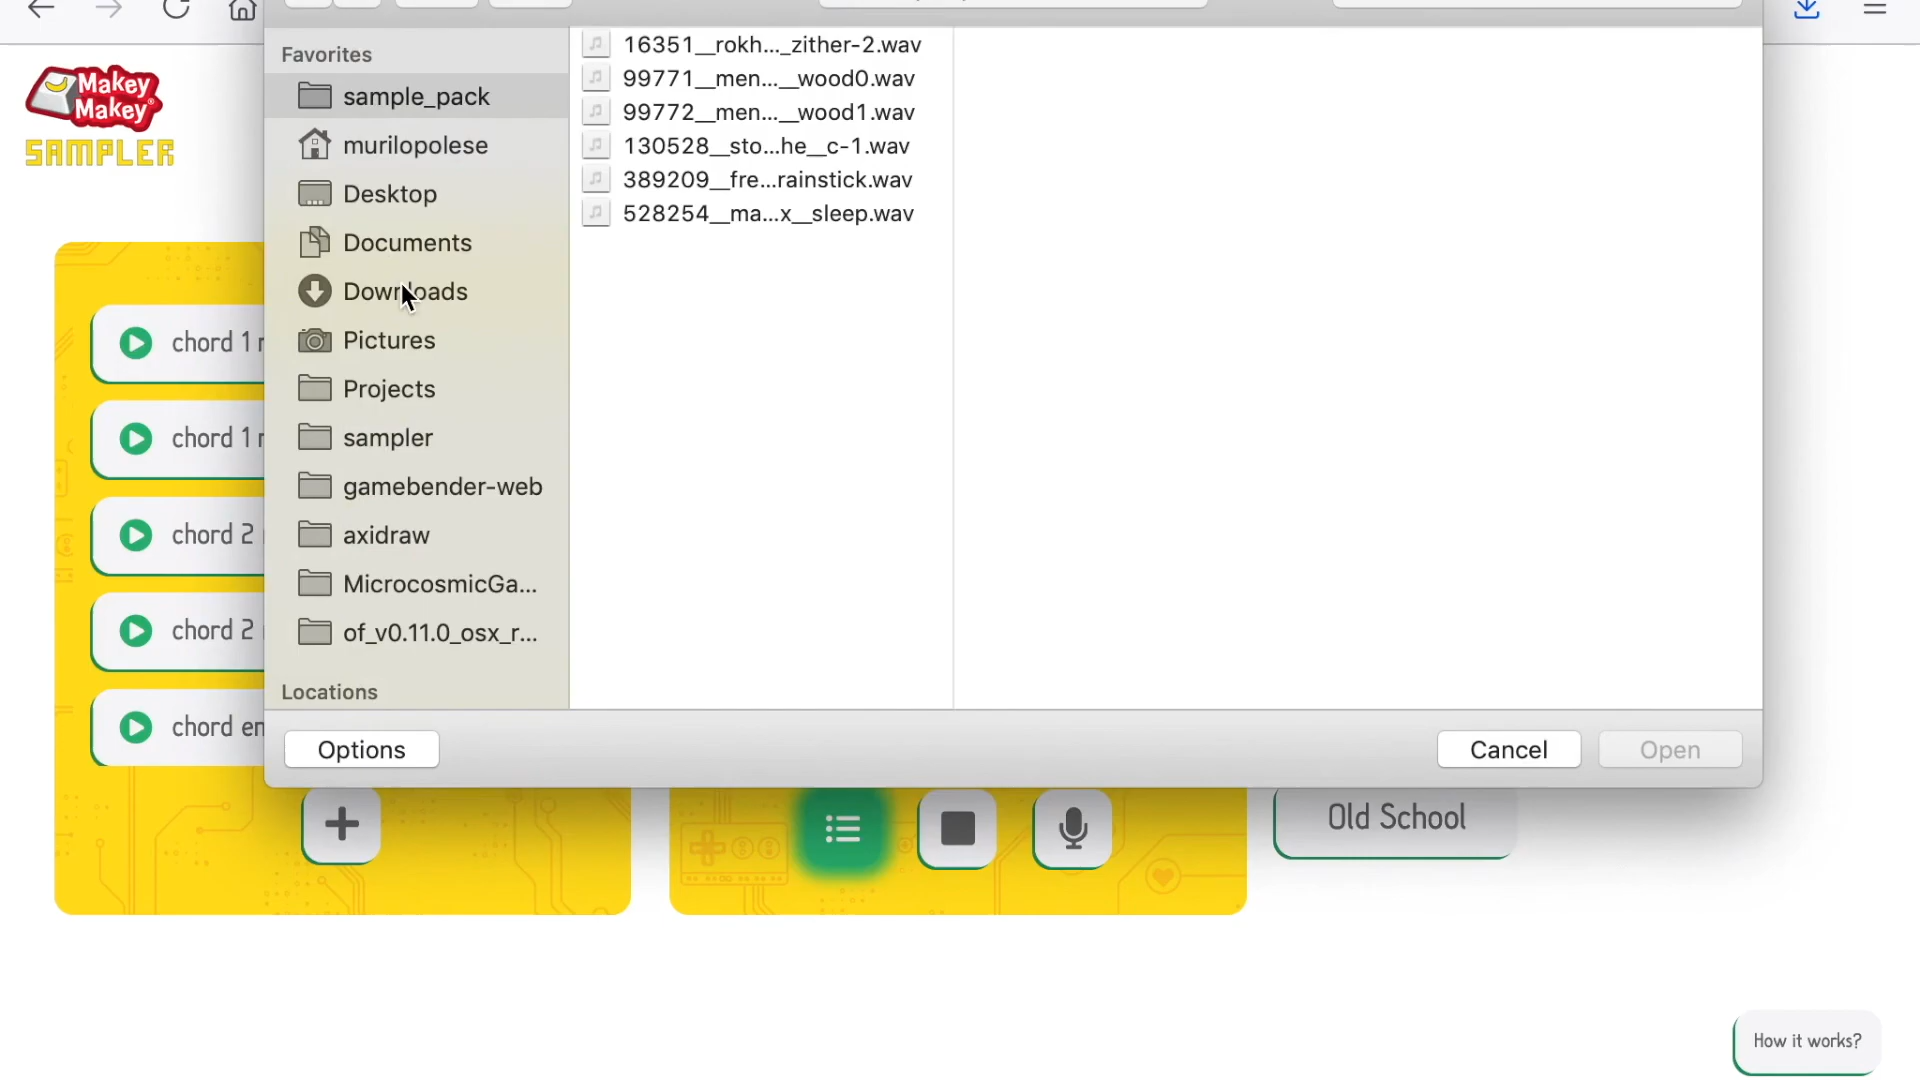 Makey
Makey
SAMPLER
Favorites
sample_pack
murilopolese
Desktop
Documents
Downloads
Pictures
Projects
sampler
gamebender-web
axidraw
MicrocosmicGa...
of_v0.11.0_osx_r...
Locations
16351__rokh..._zither-2.wav
99771__men...__wood0.wav
99772__men...__wood1.wav
130528__sto...he__c-1.wav
389209__fre...rainstick.wav
528254__ma...x__sleep.wav
Options
Cancel
Open
chord 1
chord 1
chord 2
chord 2
chord en
Old School
How it works?